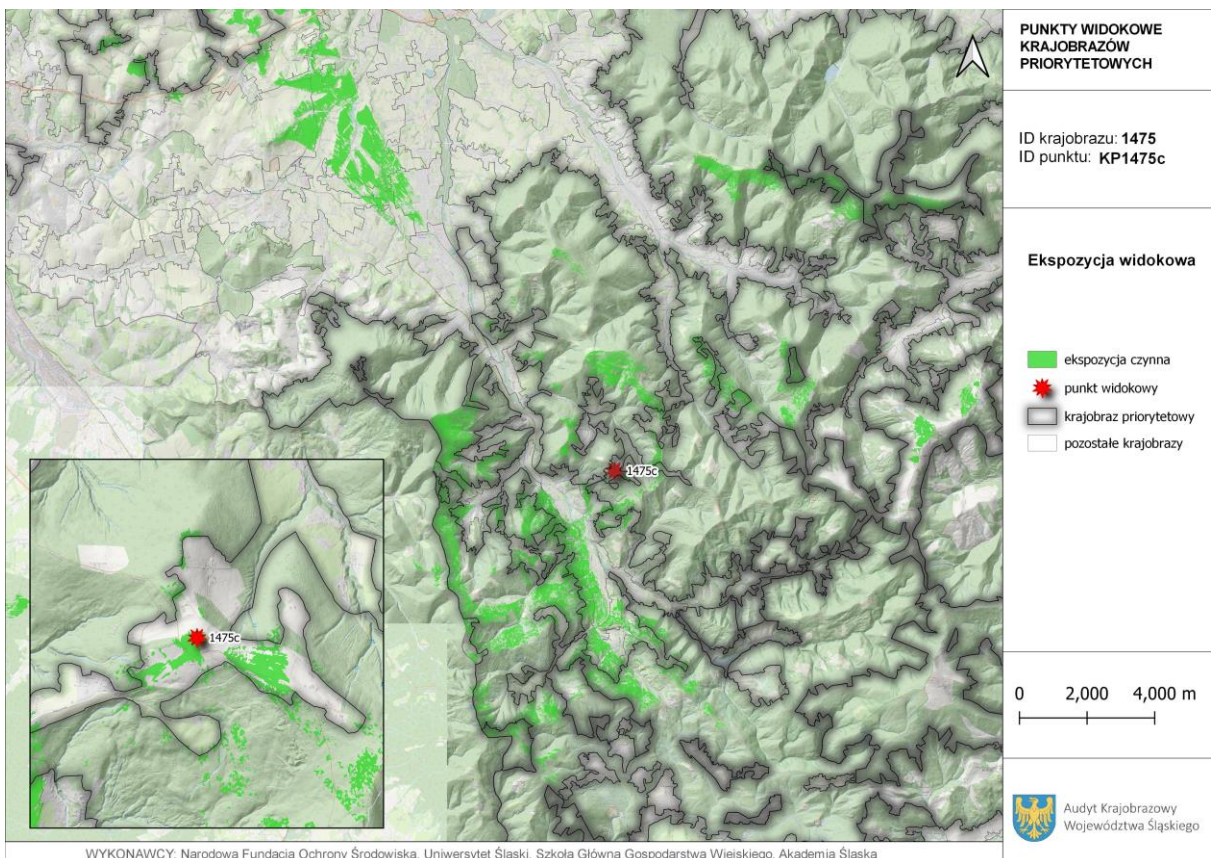 PUNKTY WIDOKOWE
KRAJOBRAZÓW
PRIORYTETOWYCH
ID krajobrazu: 1475
ID punktu: KP1475c
Ekspozycja widokowa
ekspozycja czynna
punkt widokowy
krajobraz priorytetowy
pozostałe krajobrazy
1475c
1475c
0 2,000 4,000 m
Audyt Krajobrazowy
Województwa Śląskiego
WYKONAWCY: Narodowa Fundacja Ochrony Środowiska, Uniwersytet Śląski, Szkoła Główna Gospodarstwa Wiejskiego, Akademia Śląska